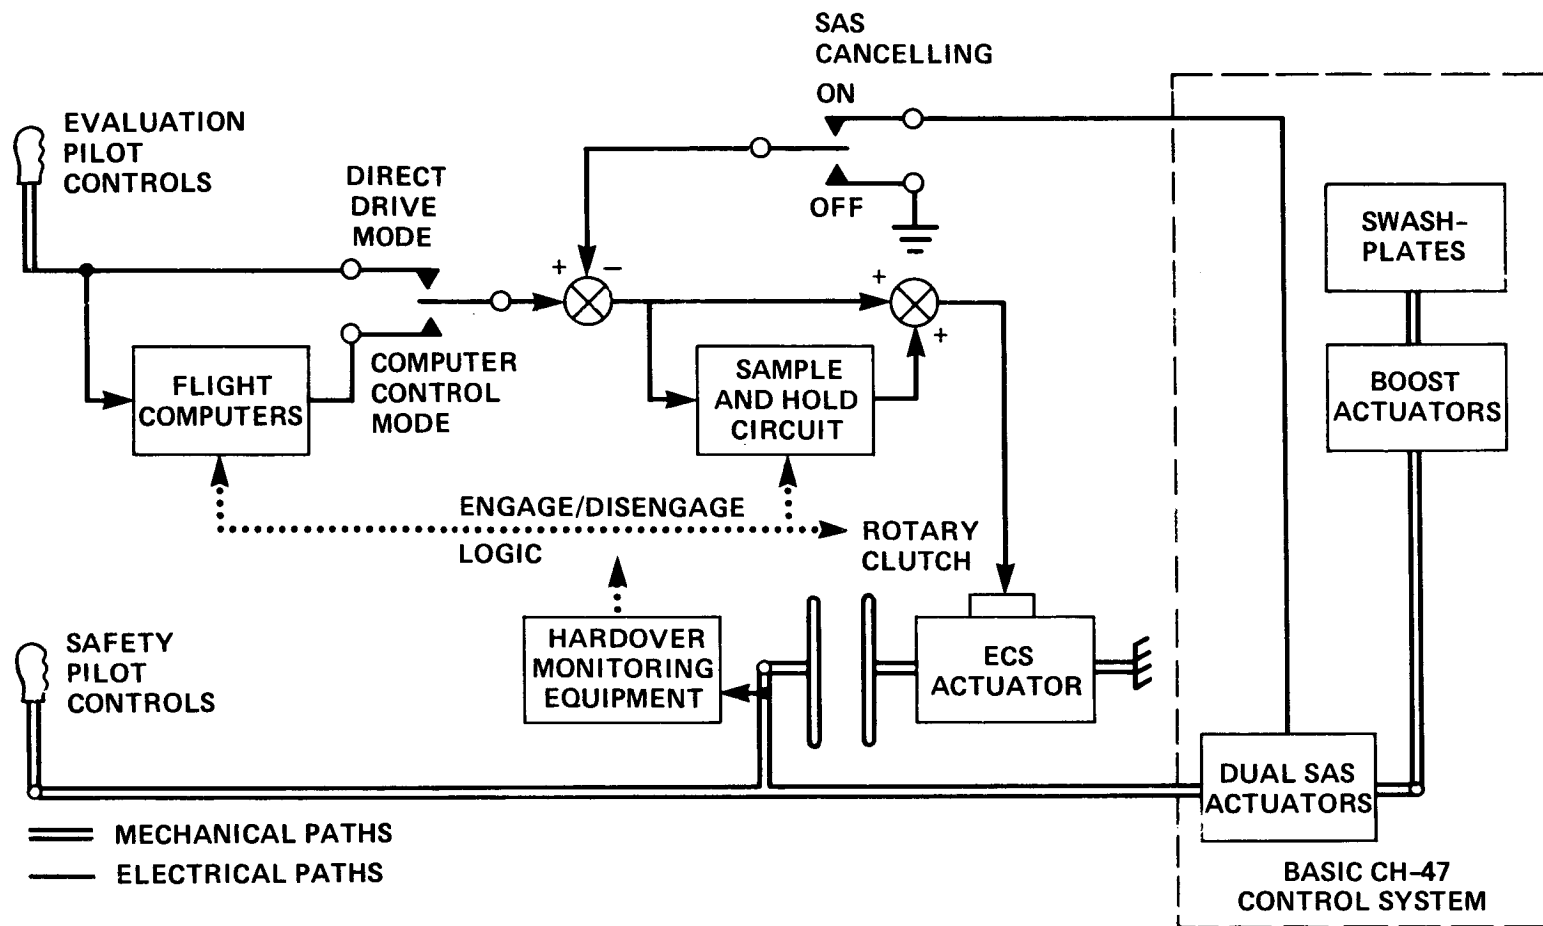 SAS
CANCELLING
ON
OFF
EVALUATION
PILOT
CONTROLS
DIRECT
DRIVE
MODE
+
−
+
+
SWASH-
PLATES
BOOST
ACTUATORS
FLIGHT
COMPUTERS
COMPUTER
CONTROL
MODE
SAMPLE
AND HOLD
CIRCUIT
ENGAGE/DISENGAGE
LOGIC
ROTARY
CLUTCH
SAFETY
PILOT
CONTROLS
HARDOVER
MONITORING
EQUIPMENT
ECS
ACTUATOR
DUAL SAS
ACTUATORS
MECHANICAL PATHS
ELECTRICAL PATHS
BASIC CH-47
CONTROL SYSTEM